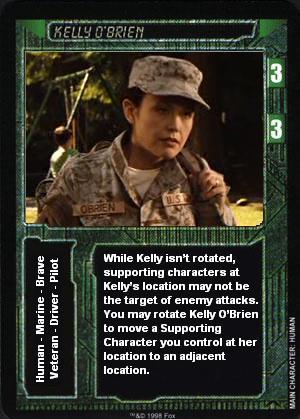 KELLY O'BRIEN
3
3
OBRIEN
U.S.
Human - Marine - Brave
Veteran - Driver - Pilot
While Kelly isn't rotated,
supporting characters at
Kelly's location may not be
the target of enemy attacks.
You may rotate Kelly O'Brien
to move a Supporting
Character you control at her
location to an adjacent
location.
MAIN CHARACTER: HUMAN
™&© 1998 Fox